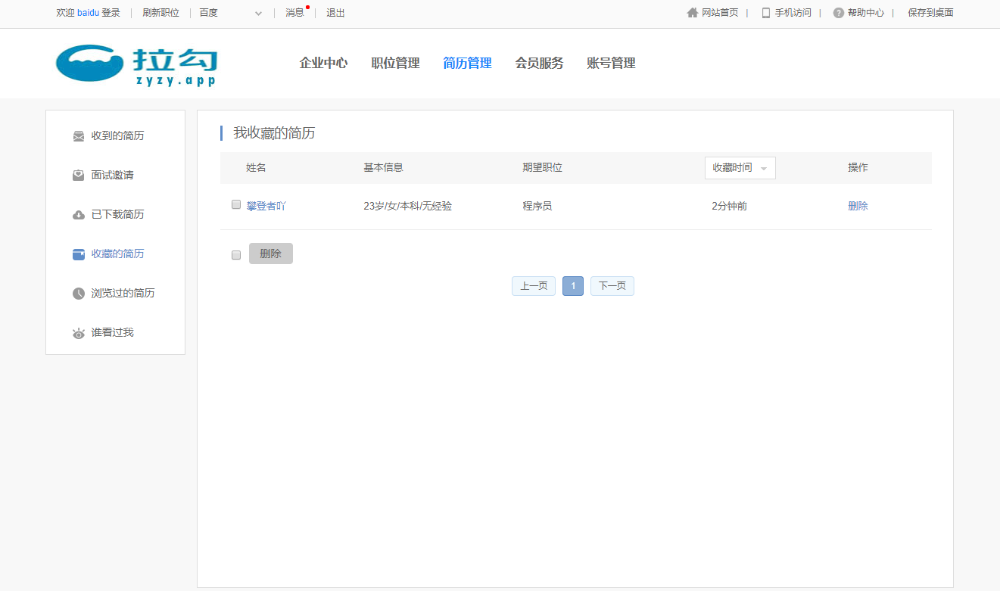 欢迎 baidu 登录 | 刷新职位 | 百度 | 消息 | 退出 网站首页 | 手机访问 | 帮助中心 | 保存到桌面
拉勾
zyzy.app
企业中心 职位管理 简历管理 会员服务 账号管理
收到的简历
面试邀请
已下载简历
收藏的简历
浏览过的简历
谁看过我
我收藏的简历
姓名 基本信息 期望职位 收藏时间 操作
攀登者吖 23岁/女/本科/无经验 程序员 2分钟前 删除
删除
上一页 1 下一页